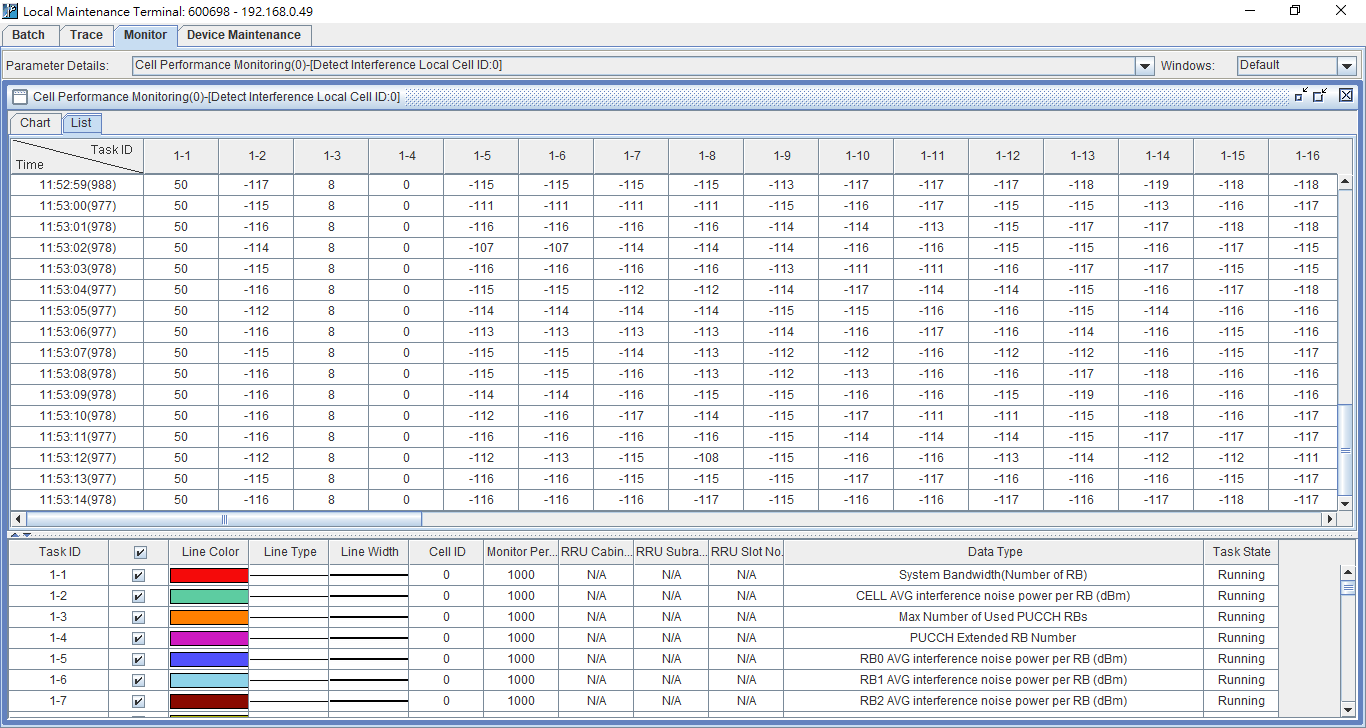 Local Maintenance Terminal: 600698 - 192.168.0.49
Batch Trace Monitor Device Maintenance
Parameter Details: Cell Performance Monitoring(0)-[Detect Interference Local Cell ID:0] Windows: Default
Cell Performance Monitoring(0)-[Detect Interference Local Cell ID:0]
Chart List
Task ID Time 1-1 1-2 1-3 1-4 1-5 1-6 1-7 1-8 1-9 1-10 1-11 1-12 1-13 1-14 1-15 1-16
11:52:59(988) 50 -117 8 0 -115 -115 -115 -115 -113 -117 -117 -117 -118 -119 -118 -118
11:53:00(977) 50 -115 8 0 -111 -111 -111 -111 -115 -116 -117 -115 -115 -113 -116 -117
11:53:01(978) 50 -116 8 0 -116 -116 -116 -116 -114 -114 -113 -115 -117 -117 -118 -118
11:53:02(978) 50 -114 8 0 -107 -107 -114 -114 -114 -116 -116 -115 -115 -116 -117 -115
11:53:03(978) 50 -115 8 0 -116 -116 -116 -116 -113 -111 -111 -116 -117 -117 -115 -115
11:53:04(977) 50 -116 8 0 -115 -115 -112 -112 -114 -117 -114 -114 -115 -116 -117 -118
11:53:05(977) 50 -112 8 0 -114 -114 -114 -114 -115 -115 -116 -116 -116 -114 -115 -116
11:53:06(977) 50 -116 8 0 -113 -113 -113 -113 -114 -116 -117 -116 -114 -116 -115 -116
11:53:07(978) 50 -115 8 0 -115 -115 -114 -113 -112 -112 -116 -112 -112 -116 -115 -117
11:53:08(978) 50 -116 8 0 -115 -115 -116 -113 -112 -113 -116 -116 -117 -118 -116 -116
11:53:09(978) 50 -116 8 0 -114 -114 -116 -115 -115 -116 -116 -115 -119 -116 -116 -116
11:53:10(978) 50 -116 8 0 -112 -116 -117 -114 -115 -117 -111 -111 -115 -118 -116 -117
11:53:11(977) 50 -116 8 0 -116 -116 -116 -116 -116 -114 -114 -114 -115 -117 -117 -117
11:53:12(977) 50 -112 8 0 -116 -113 -115 -108 -115 -116 -116 -113 -114 -112 -112 -111
11:53:13(977) 50 -115 8 0 -116 -116 -115 -115 -115 -117 -117 -116 -116 -116 -115 -117
11:53:14(978) 50 -116 8 0 -116 -116 -116 -117 -115 -116 -116 -117 -116 -117 -118 -117
Task ID Line Color Line Type Line Width Cell ID Monitor Per... RRU Cabin... RRU Subra... RRU Slot No. Data Type Task State
1-1 0 1000 N/A N/A N/A System Bandwidth(Number of RB) Running
1-2 0 1000 N/A N/A N/A CELL AVG interference noise power per RB (dBm) Running
1-3 0 1000 N/A N/A N/A Max Number of Used PUCCH RBs Running
1-4 0 1000 N/A N/A N/A PUCCH Extended RB Number Running
1-5 0 1000 N/A N/A N/A RB0 AVG interference noise power per RB (dBm) Running
1-6 0 1000 N/A N/A N/A RB1 AVG interference noise power per RB (dBm) Running
1-7 0 1000 N/A N/A N/A RB2 AVG interference noise power per RB (dBm) Running